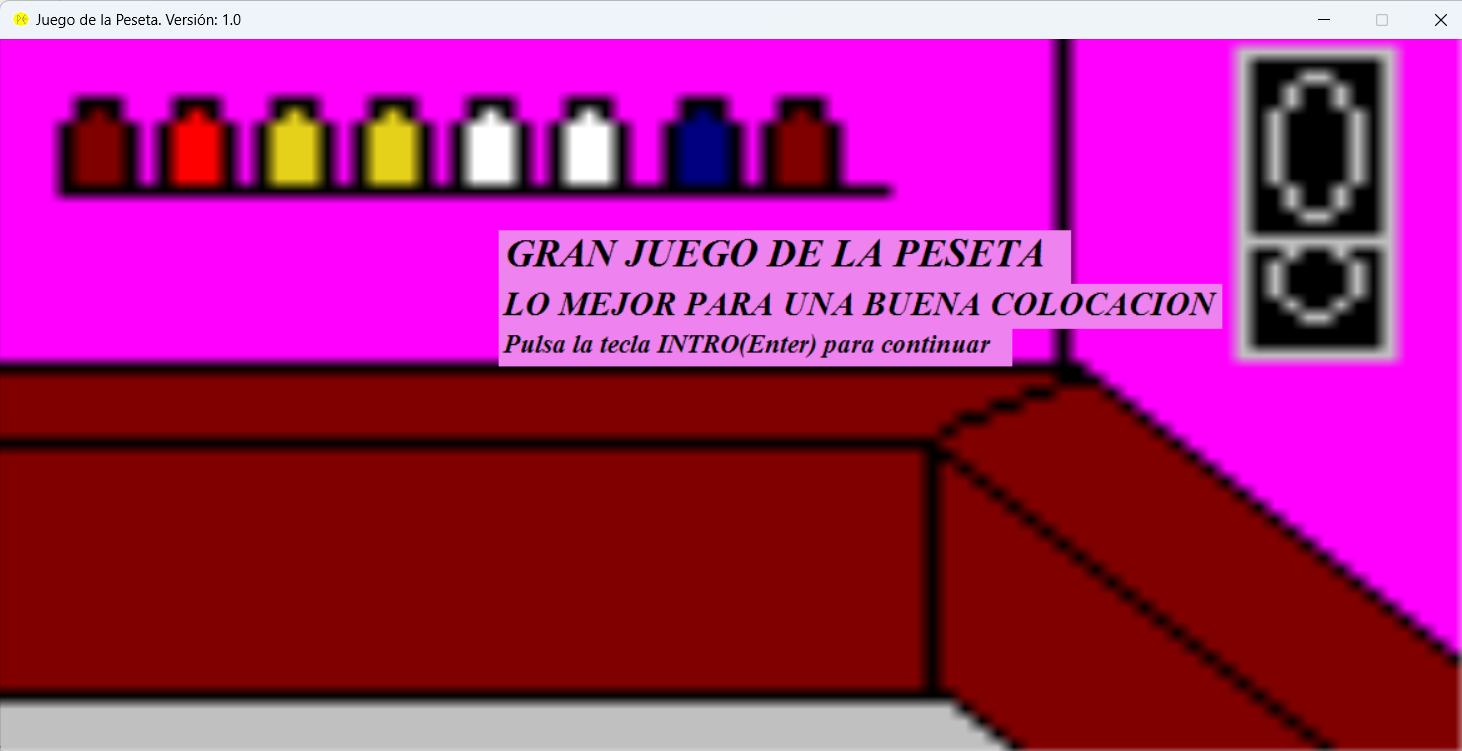 Juego de la Peseta. Versión: 1.0
GRAN JUEGO DE LA PESETA
LO MEJOR PARA UNA BUENA COLOCACION
Pulsa la tecla INTRO(Enter) para continuar